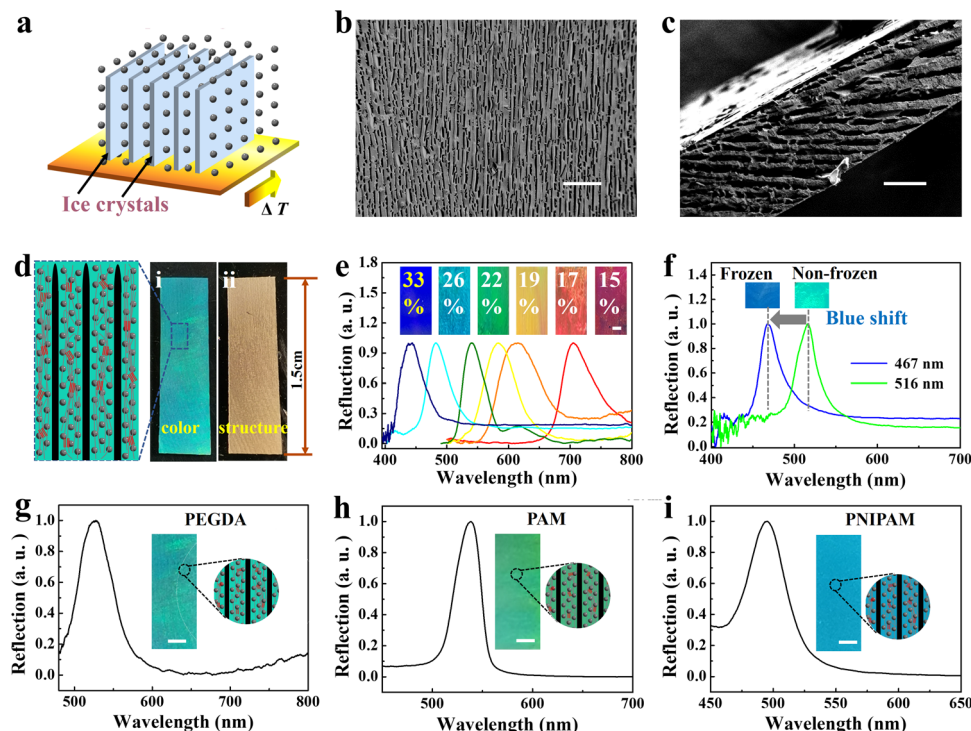 a
Ice crystals
Δ T
b
c
d
i
ii
color
structure
1.5cm
e
Refluction (a. u.)
1.8
1.5
1.2
0.9
0.6
0.3
0.0
33 %
26 %
22 %
19 %
17 %
15 %
400 500 600 700 800
Wavelength (nm)
f
Reflection (a. u.)
1.4
1.2
1.0
0.8
0.6
0.4
0.2
0.0
Frozen
Non-frozen
Blue shift
467 nm
516 nm
400 500 600 700
Wavelength (nm)
g
Reflection (a. u.)
1.0
0.8
0.6
0.4
0.2
0.0
PEGDA
500 600 700 800
Wavelength (nm)
h
Reflection (a. u.)
1.0
0.8
0.6
0.4
0.2
0.0
PAM
500 600 700
Wavelength (nm)
i
Reflection (a. u.)
1.0
0.8
0.6
0.4
0.2
0.0
PNIPAM
450 500 550 600 650
Wavelength (nm)